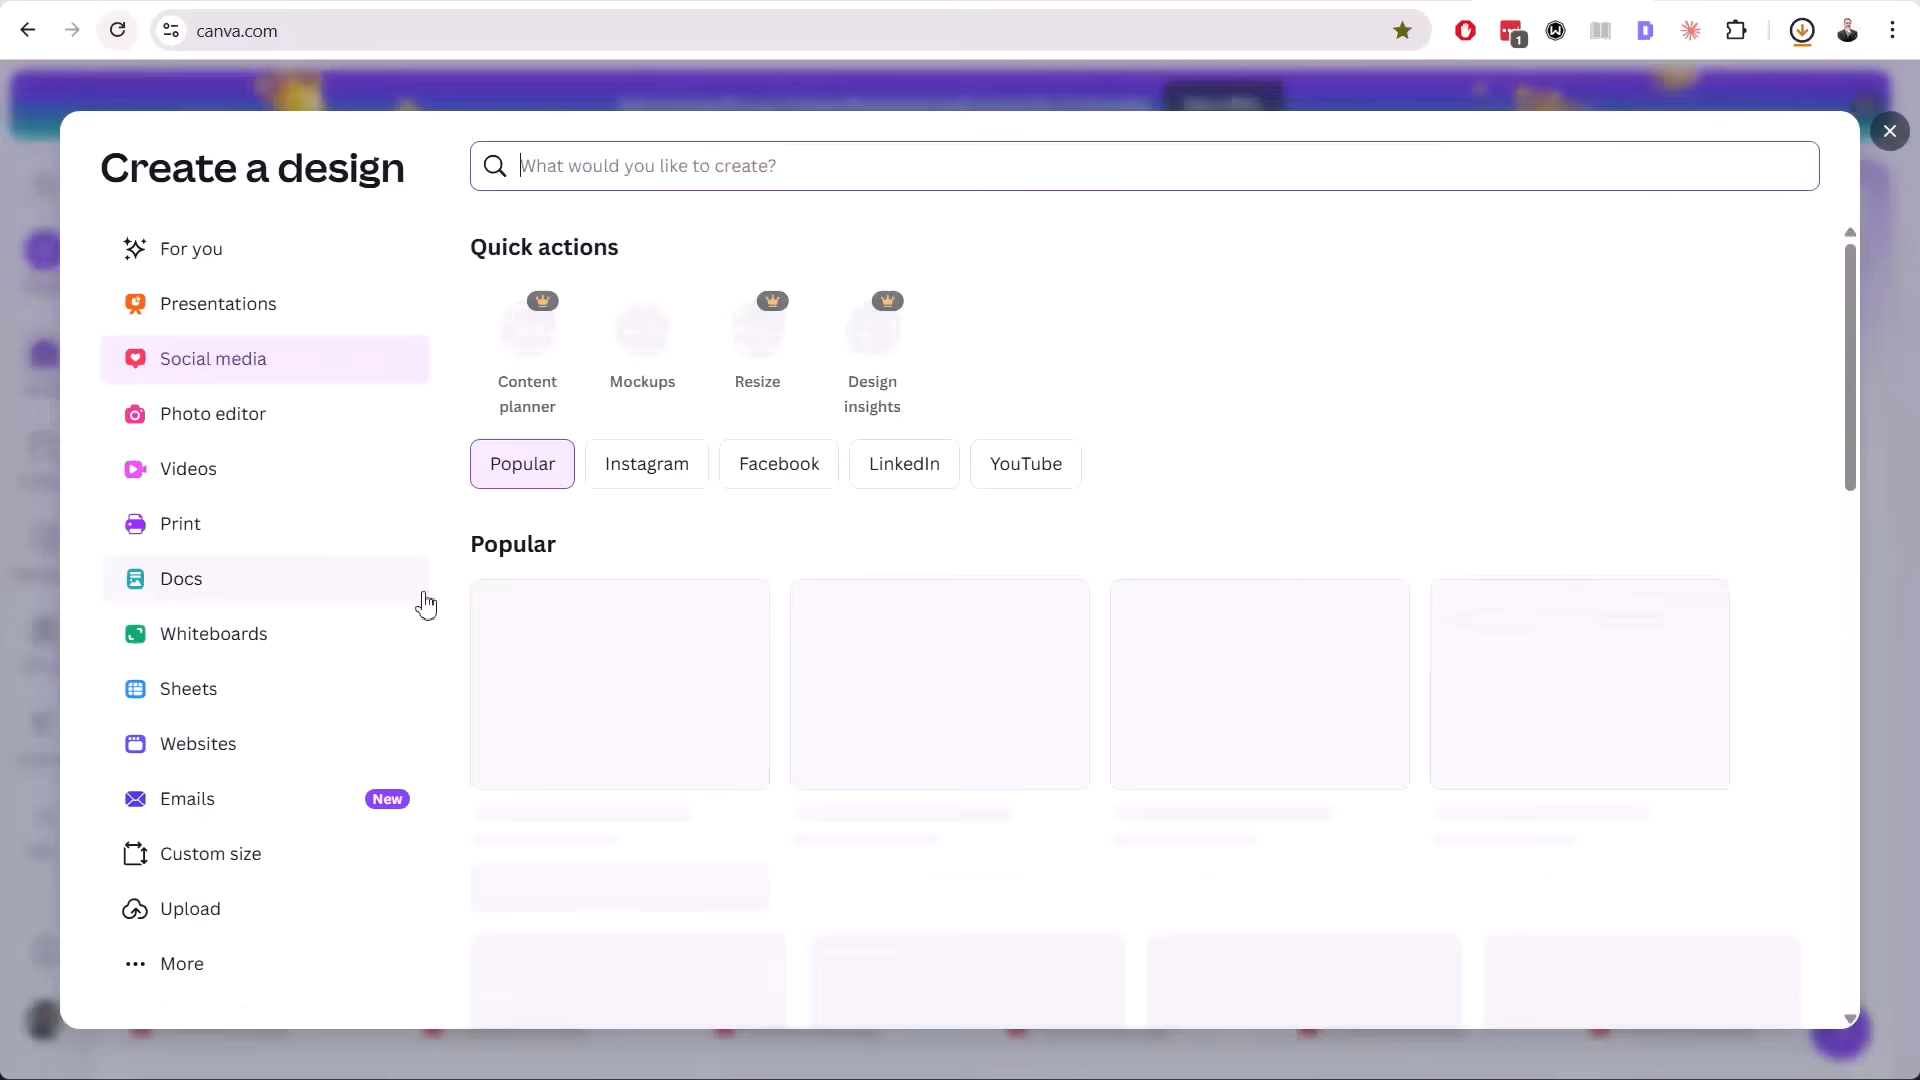 canva.com
1
Create a design
What would you like to create?
For you
Presentations
Social media
Photo editor
Videos
Print
Docs
Whiteboards
Sheets
Websites
Emails
New
Custom size
Upload
More
Quick actions
Content planner
Mockups
Resize
Design insights
Popular
Instagram
Facebook
LinkedIn
YouTube
Popular